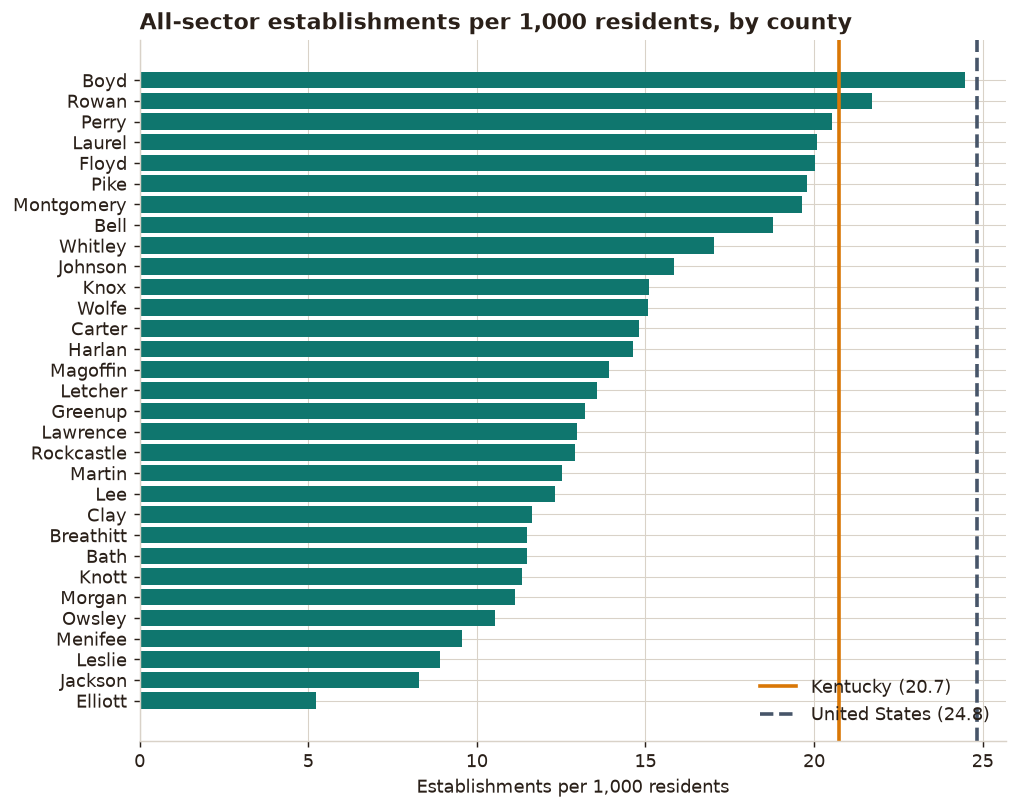 All-sector establishments per 1,000 residents, by county
Boyd
Rowan
Perry
Laurel
Floyd
Pike
Montgomery
Bell
Whitley
Johnson
Knox
Wolfe
Carter
Harlan
Magoffin
Letcher
Greenup
Lawrence
Rockcastle
Martin
Lee
Clay
Breathitt
Bath
Knott
Morgan
Owsley
Menifee
Leslie
Jackson
Elliott
Kentucky (20.7)
United States (24.8)
0 5 10 15 20 25
Establishments per 1,000 residents